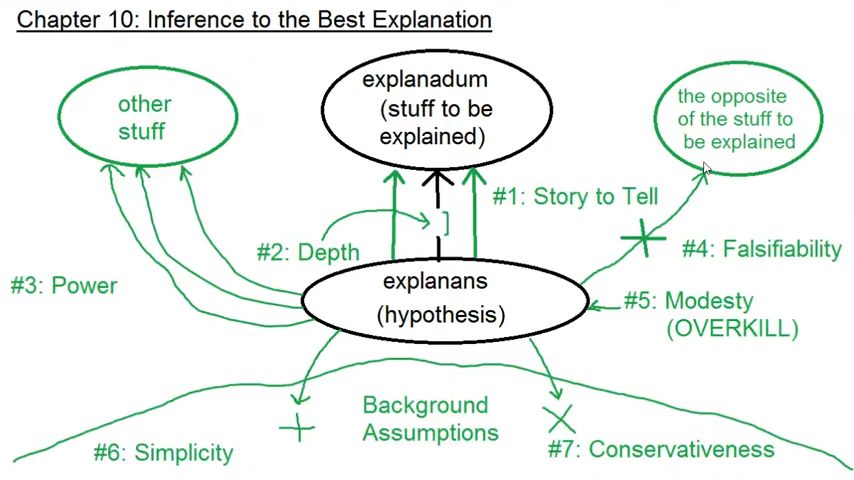 Chapter 10: Inference to the Best Explanation
other
stuff
explanadum
(stuff to be
explained)
the opposite
of the stuff to
be explained
#1: Story to Tell
#2: Depth
#3: Power
#4: Falsifiability
explanans
(hypothesis)
#5: Modesty
(OVERKILL)
Background
Assumptions
#6: Simplicity
#7: Conservativeness